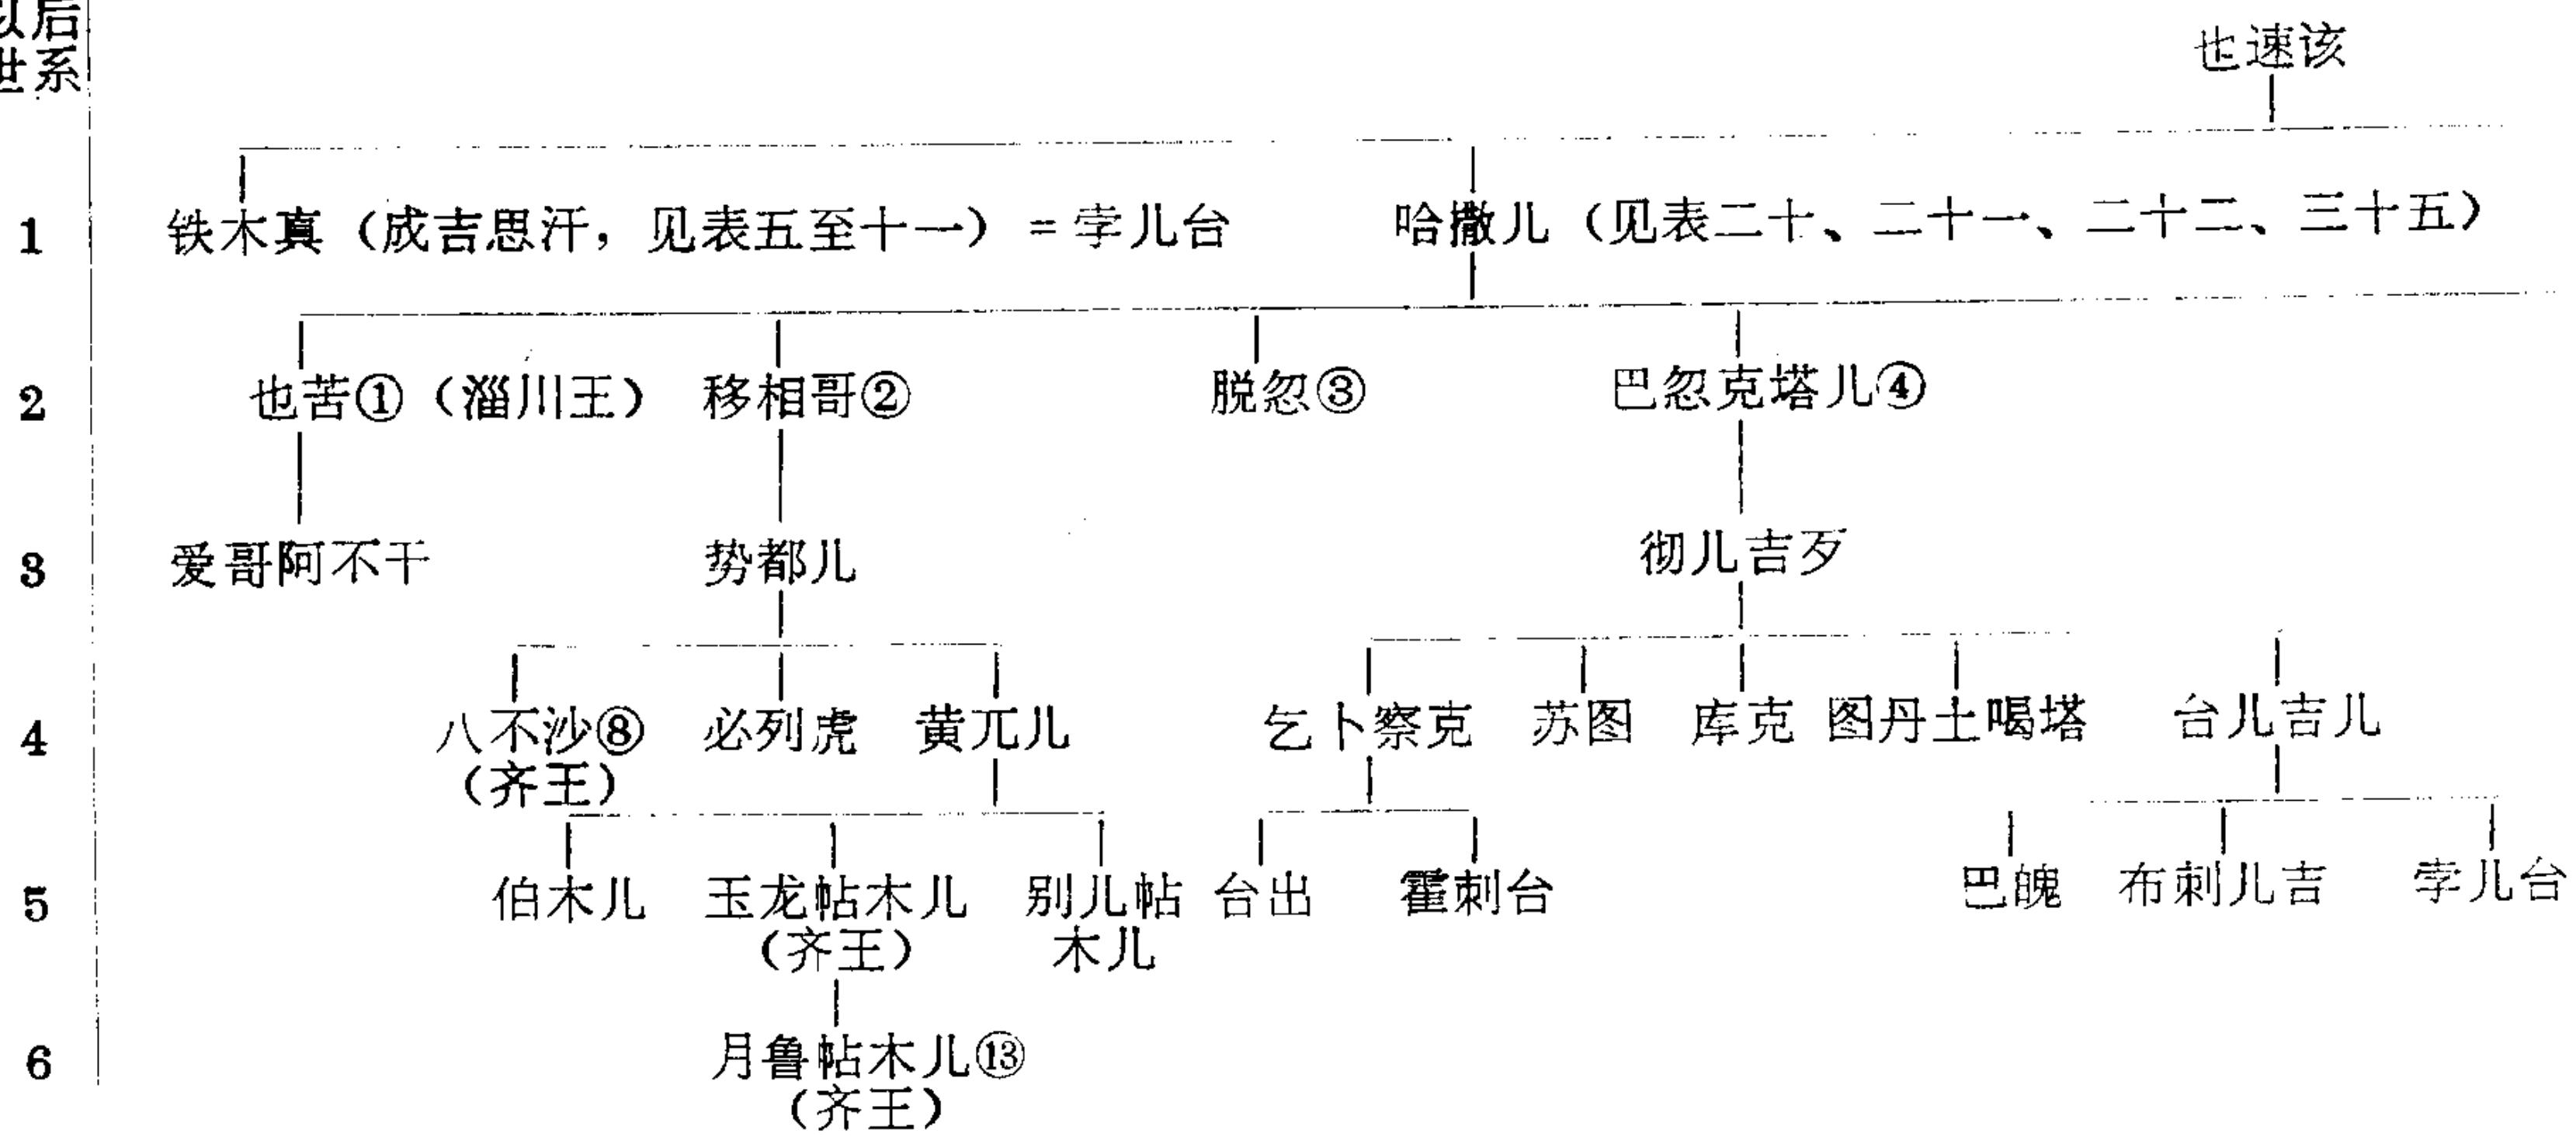 以后
世系
也速该
1 铁木真（成吉思汗，见表五至十一）=孛儿台 哈撒儿（见表二十、二十一、二十二、三十五）
2 也苦①（淄川王） 移相哥② 脱忽③ 巴忽克塔儿④
3 爱哥阿不干 势都儿 彻儿吉歹
4 八不沙⑧ 必列虎 黄兀儿 乞卜察克 苏图 库克 图丹土喝塔 台儿吉儿
（齐王）
5 伯木儿 玉龙帖木儿 别儿帖 台出 霍刺台 巴魄 布刺儿吉 孛儿台
（齐王） 木儿
6 月鲁帖木儿⑬
（齐王）